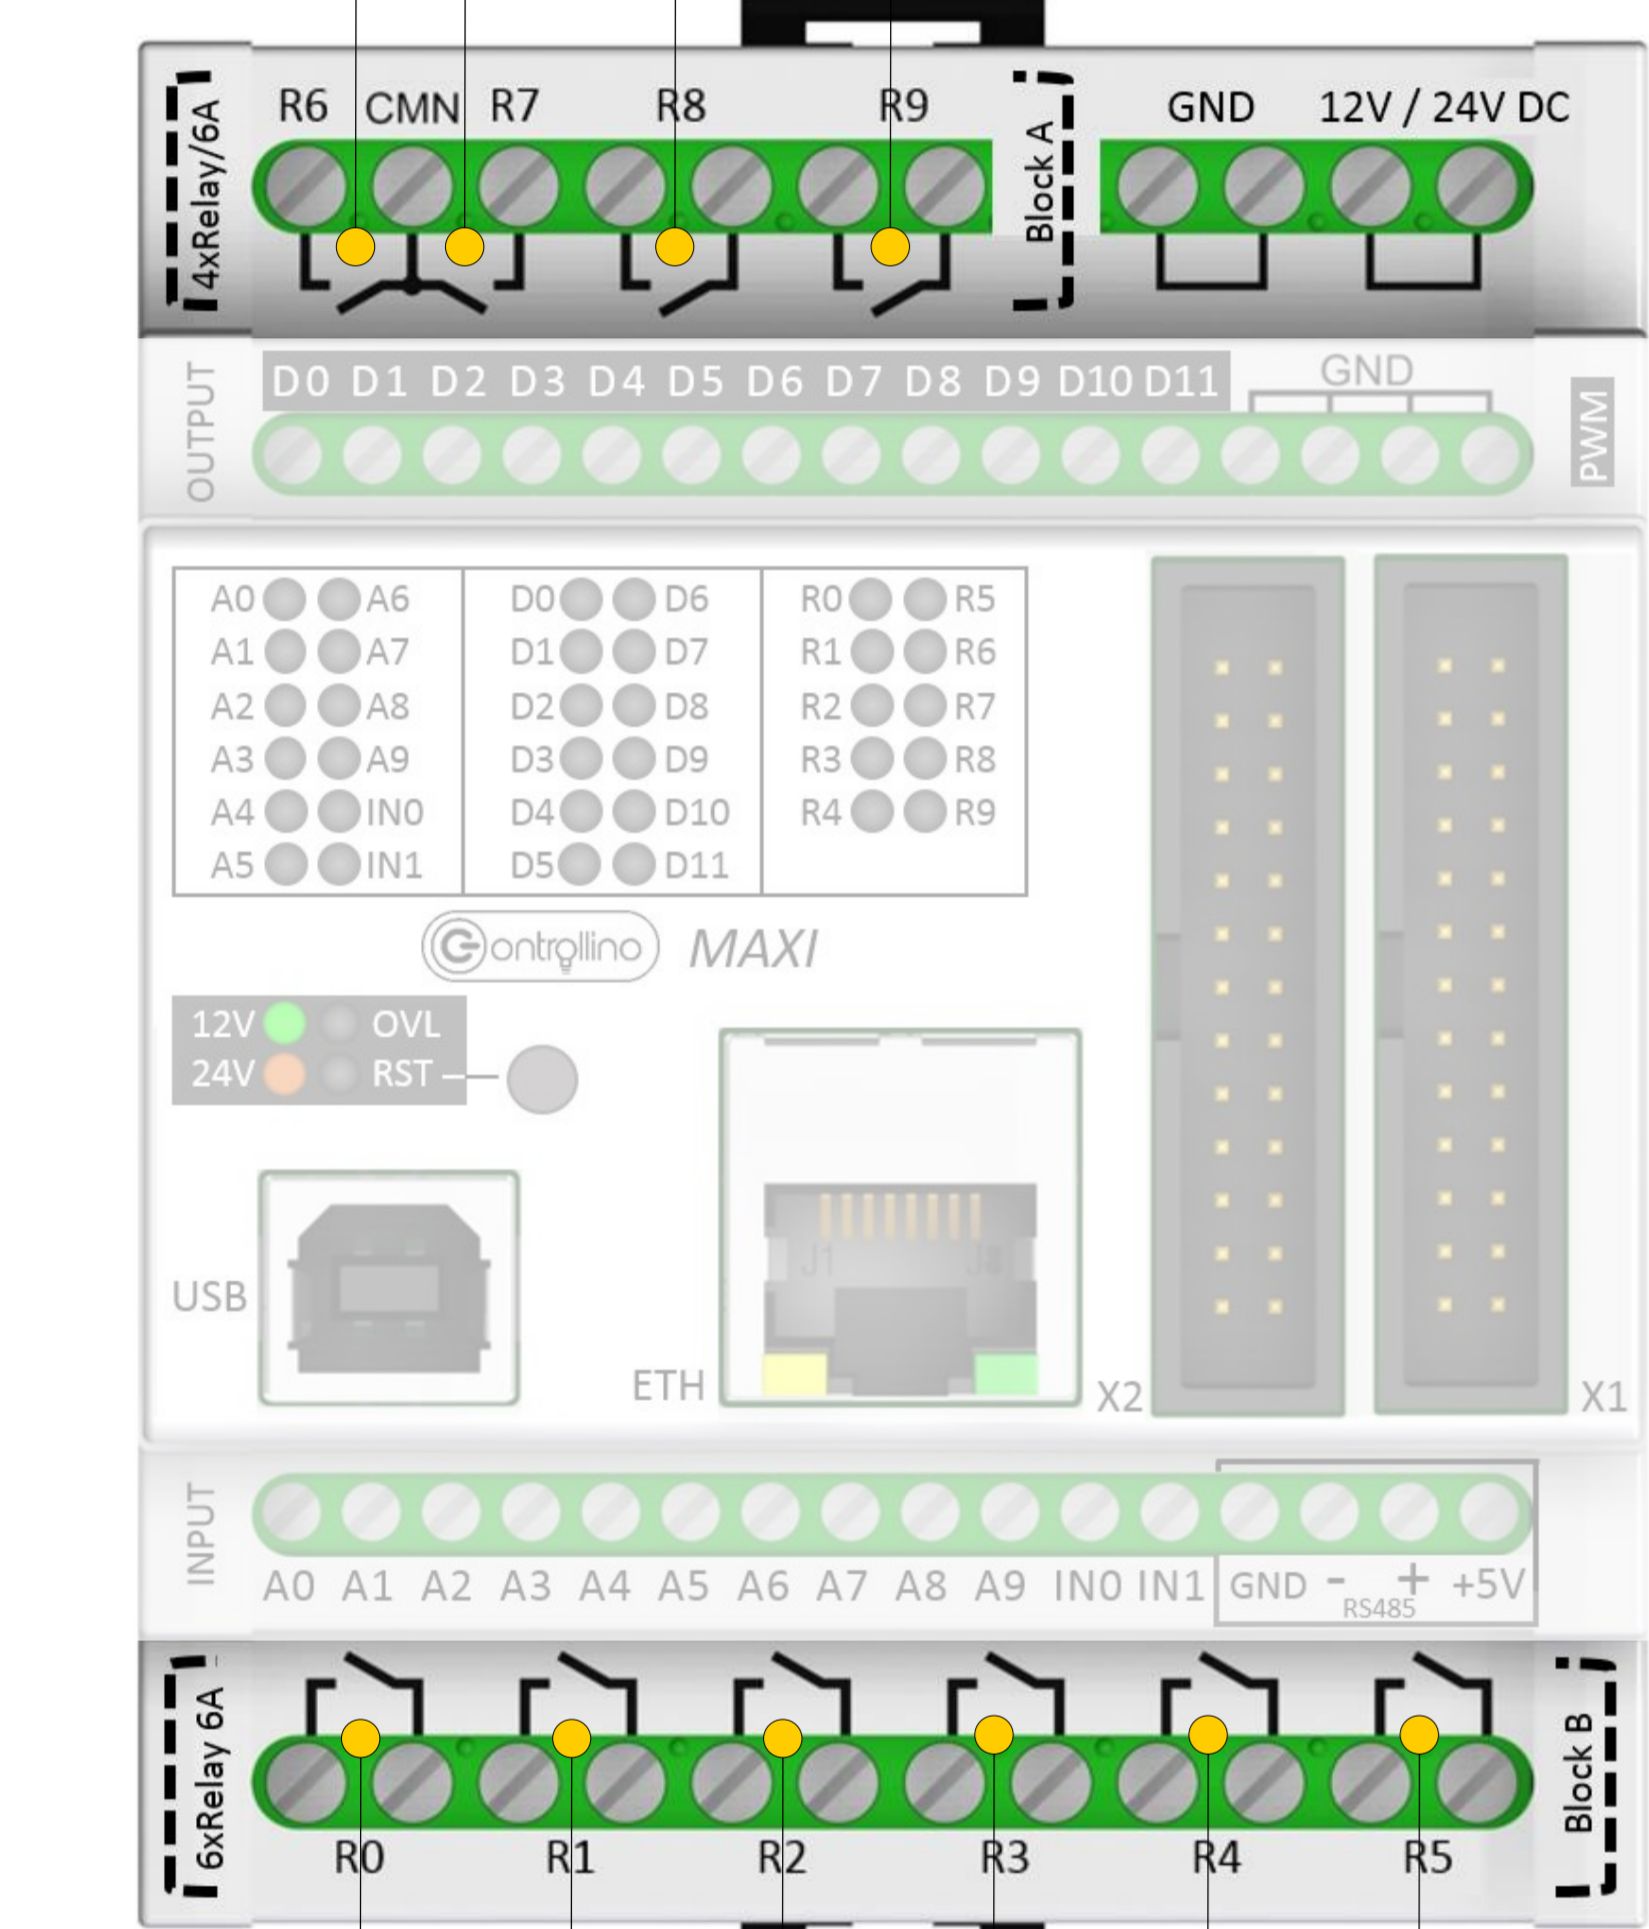 4xRelay/6A
R6 CMN R7 R8 R9
Block A
GND 12V / 24V DC
OUTPUT
D0 D1 D2 D3 D4 D5 D6 D7 D8 D9 D10 D11
GND
PWM
A0 A6 D0 D6 R0 R5
A1 A7 D1 D7 R1 R6
A2 A8 D2 D8 R2 R7
A3 A9 D3 D9 R3 R8
A4 IN0 D4 D10 R4 R9
A5 IN1 D5 D11
Controllino MAXI
12V OVL
24V RST
J1 J8
USB
ETH
X2
X1
INPUT
A0 A1 A2 A3 A4 A5 A6 A7 A8 A9 IN0 IN1 GND - + +5V
RS485
6xRelay 6A
Block B
R0 R1 R2 R3 R4 R5